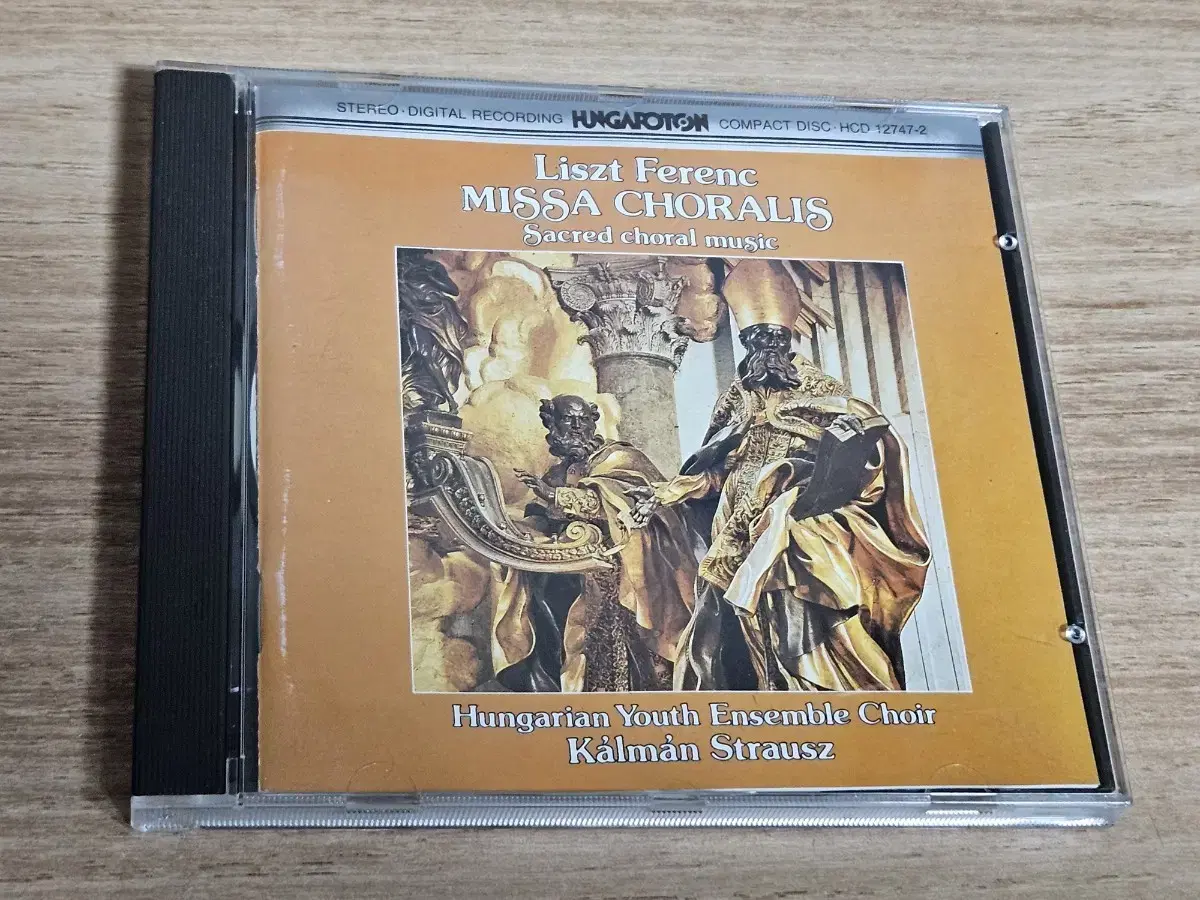 STEREO · DIGITAL RECORDING HUNGAROTON COMPACT DISC · HCD 12747-2
Liszt Ferenc
MISSA CHORALIS
Sacred choral music
Hungarian Youth Ensemble Choir
Kálmán Strausz